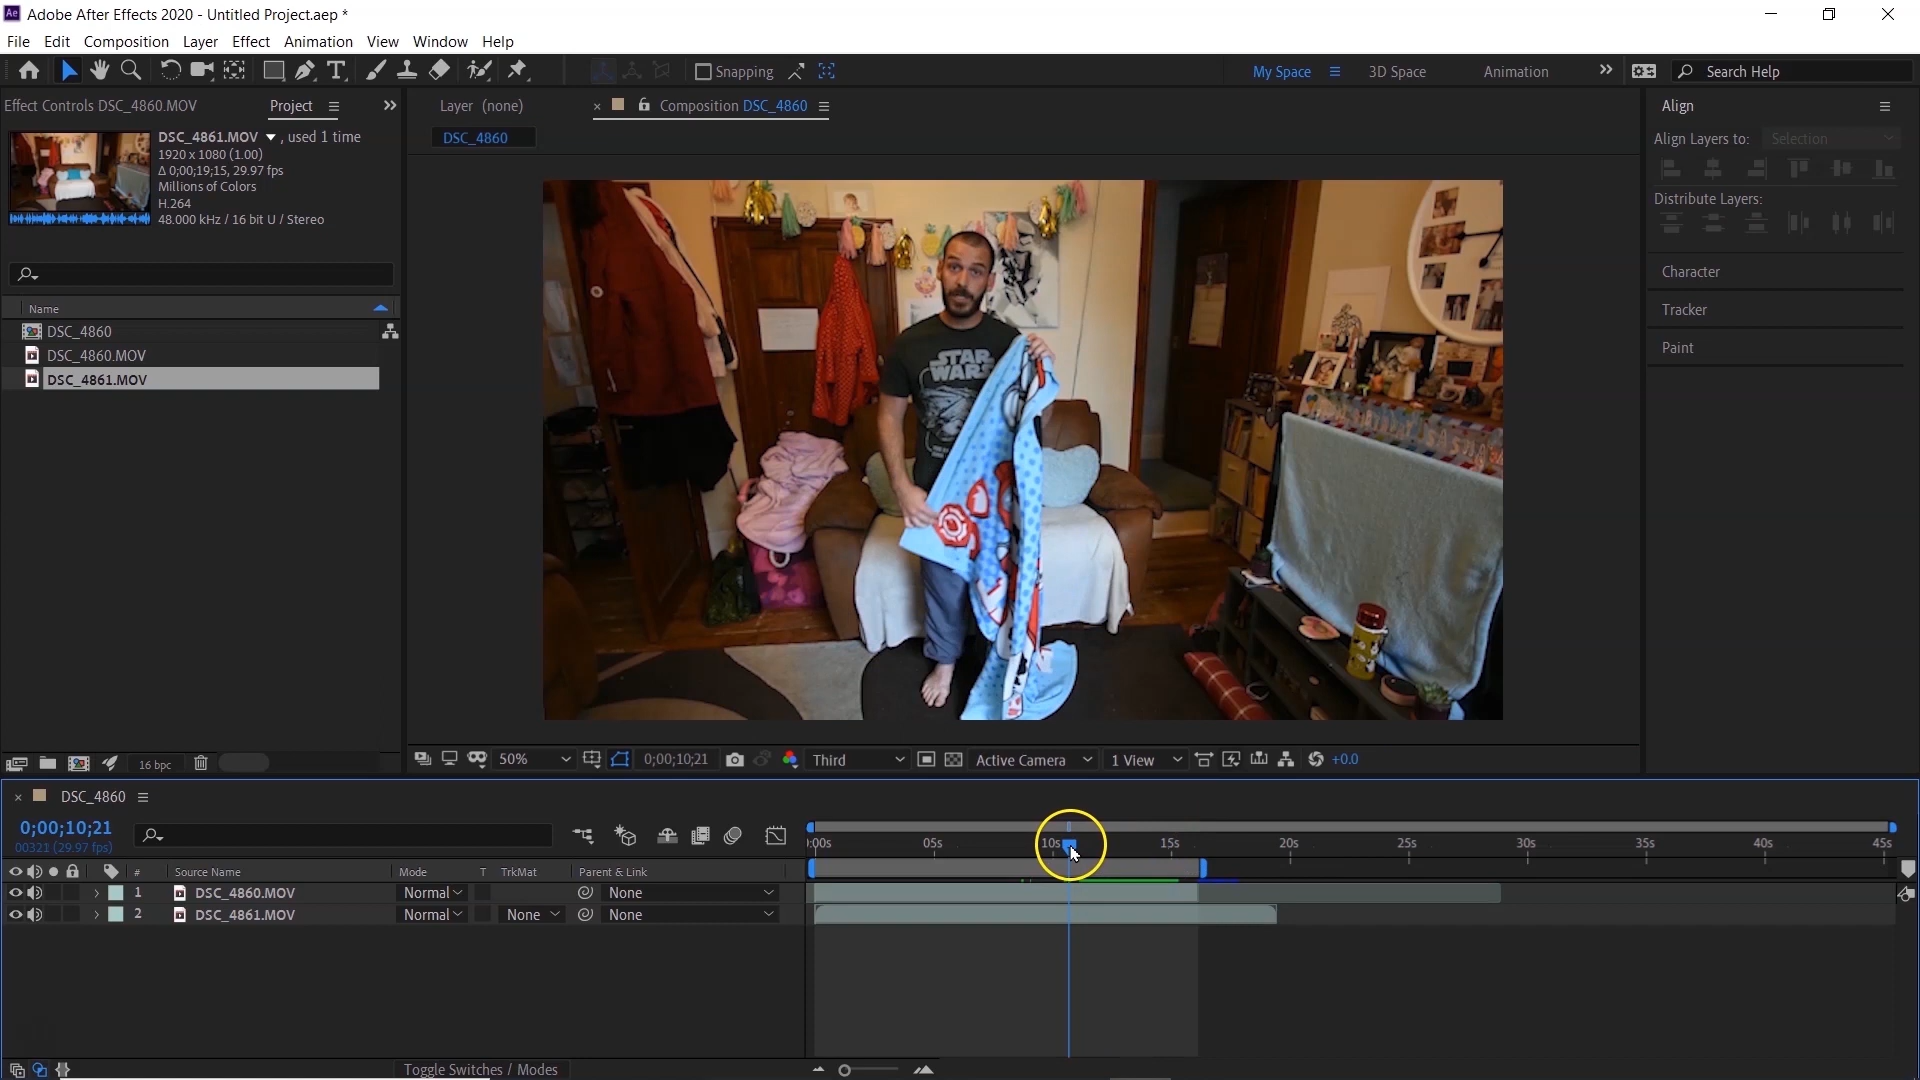 Ae Adobe After Effects 2020 - Untitled Project.aep *
File Edit Composition Layer Effect Animation View Window Help
Snapping My Space 3D Space Animation Search Help
Effect Controls DSC_4860.MOV Project Layer (none) × Composition DSC_4860 Align
DSC_4861.MOV , used 1 time
1920 x 1080 (1.00)
Δ 0;00;19;15, 29.97 fps
Millions of Colors
H.264
48.000 kHz / 16 bit U / Stereo
DSC_4860
Align Layers to: Selection
Distribute Layers:
Character
Tracker
Paint
Name
DSC_4860
DSC_4860.MOV
DSC_4861.MOV
STAR
WARS
16 bpc
50% 0;00;10;21 Third Active Camera 1 View +0.0
× DSC_4860
0;00;10;21
00321 (29.97 fps)
:00s 05s 10s 15s 20s 25s 30s 35s 40s 45s
# Source Name Mode T TrkMat Parent & Link
1 DSC_4860.MOV Normal None
2 DSC_4861.MOV Normal None None
Toggle Switches / Modes